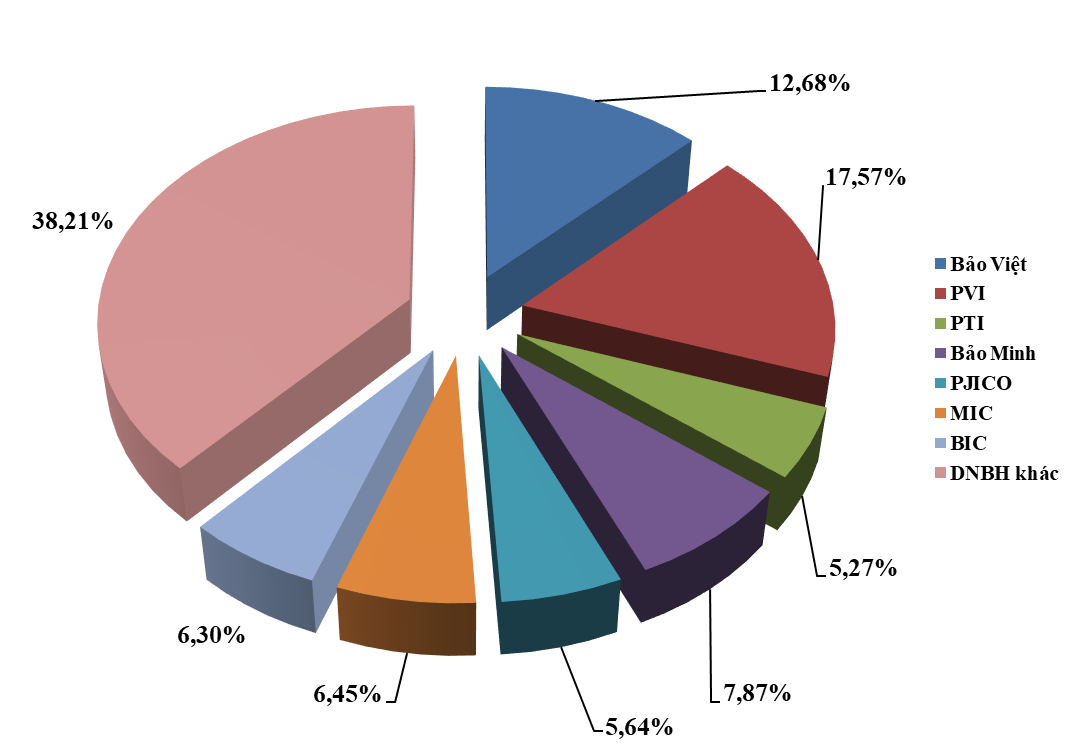 12,68%
17,57%
38,21%
Bảo Việt
PVI
PTI
Bảo Minh
PJICO
MIC
BIC
DNBH khác
5,27%
6,30%
6,45%
7,87%
5,64%